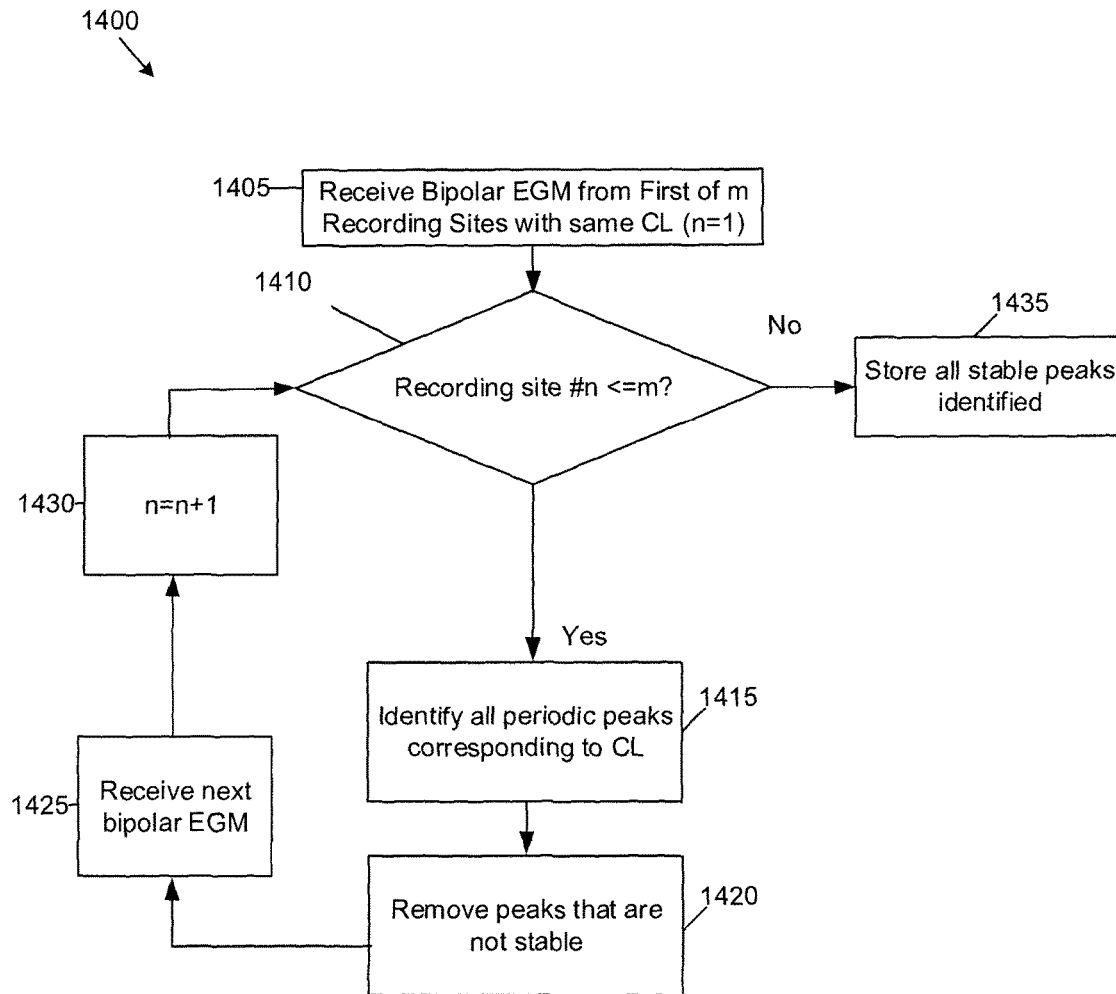 1400
1405
Receive Bipolar EGM from First of m
Recording Sites with same CL (n=1)
1410
Recording site #n <=m?
No
1435
Store all stable peaks
identified
Yes
1415
Identify all periodic peaks
corresponding to CL
1420
Remove peaks that are
not stable
1425
Receive next
bipolar EGM
1430
n=n+1